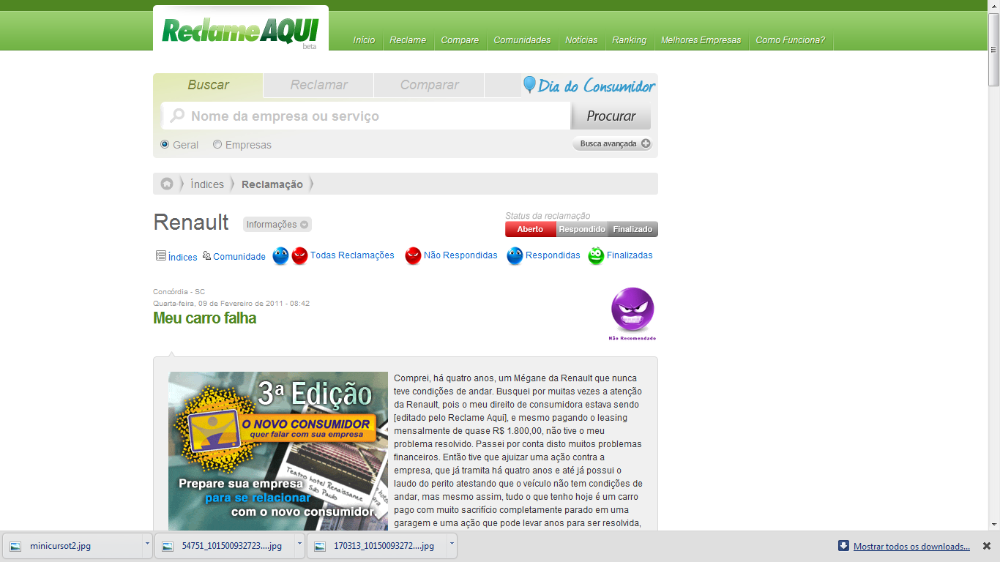 ReclameAQUI
beta
Início Reclame Compare Comunidades Notícias Ranking Melhores Empresas Como Funciona?
Buscar Reclamar Comparar Dia do Consumidor
Nome da empresa ou serviço Procurar
Geral Empresas Busca avançada
Índices Reclamação
Renault Informações
Status da reclamação
Aberto Respondido Finalizado
Índices Comunidade Todas Reclamações Não Respondidas Respondidas Finalizadas
Concórdia - SC
Quarta-feira, 09 de Fevereiro de 2011 - 08:42
Meu carro falha
Não Recomendado
3ª Edição
O NOVO CONSUMIDOR
quer falar com sua empresa
Teatro hotel Renaissance
São Paulo
Prepare sua empresa
para se relacionar
com o novo consumidor.
Comprei, há quatro anos, um Mégane da Renault que nunca
teve condições de andar. Busquei por muitas vezes a atenção
da Renault, pois o meu direito de consumidora estava sendo
[editado pelo Reclame Aqui], e mesmo pagando o leasing
mensalmente de quase R$ 1.800,00, não tive o meu
problema resolvido. Passei por conta disto muitos problemas
financeiros. Então tive que ajuizar uma ação contra a
empresa, que já tramita há quatro anos e até já possui o
laudo do perito atestando que o veículo não tem condições de
andar, mas mesmo assim, tudo o que tenho hoje é um carro
pago com muito sacrifício completamente parado em uma
garagem e uma ação que pode levar anos para ser resolvida,
minicursot2.jpg 54751_101500932723....jpg 170313_10150093272....jpg Mostrar todos os downloads...